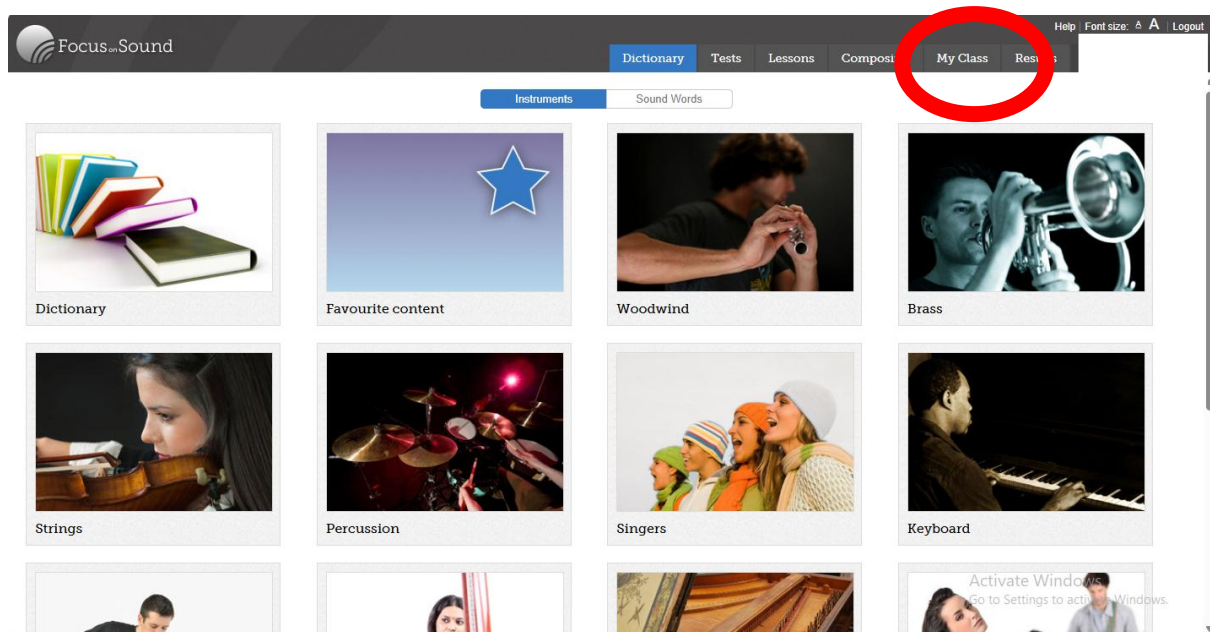 Help | Font size: A A | Logout
Focus on Sound
Dictionary Tests Lessons My Class
Instruments Sound Words
Dictionary Favourite content Woodwind Brass
Strings Percussion Singers Keyboard
Activate Windows
Go to Settings to activate Windows.